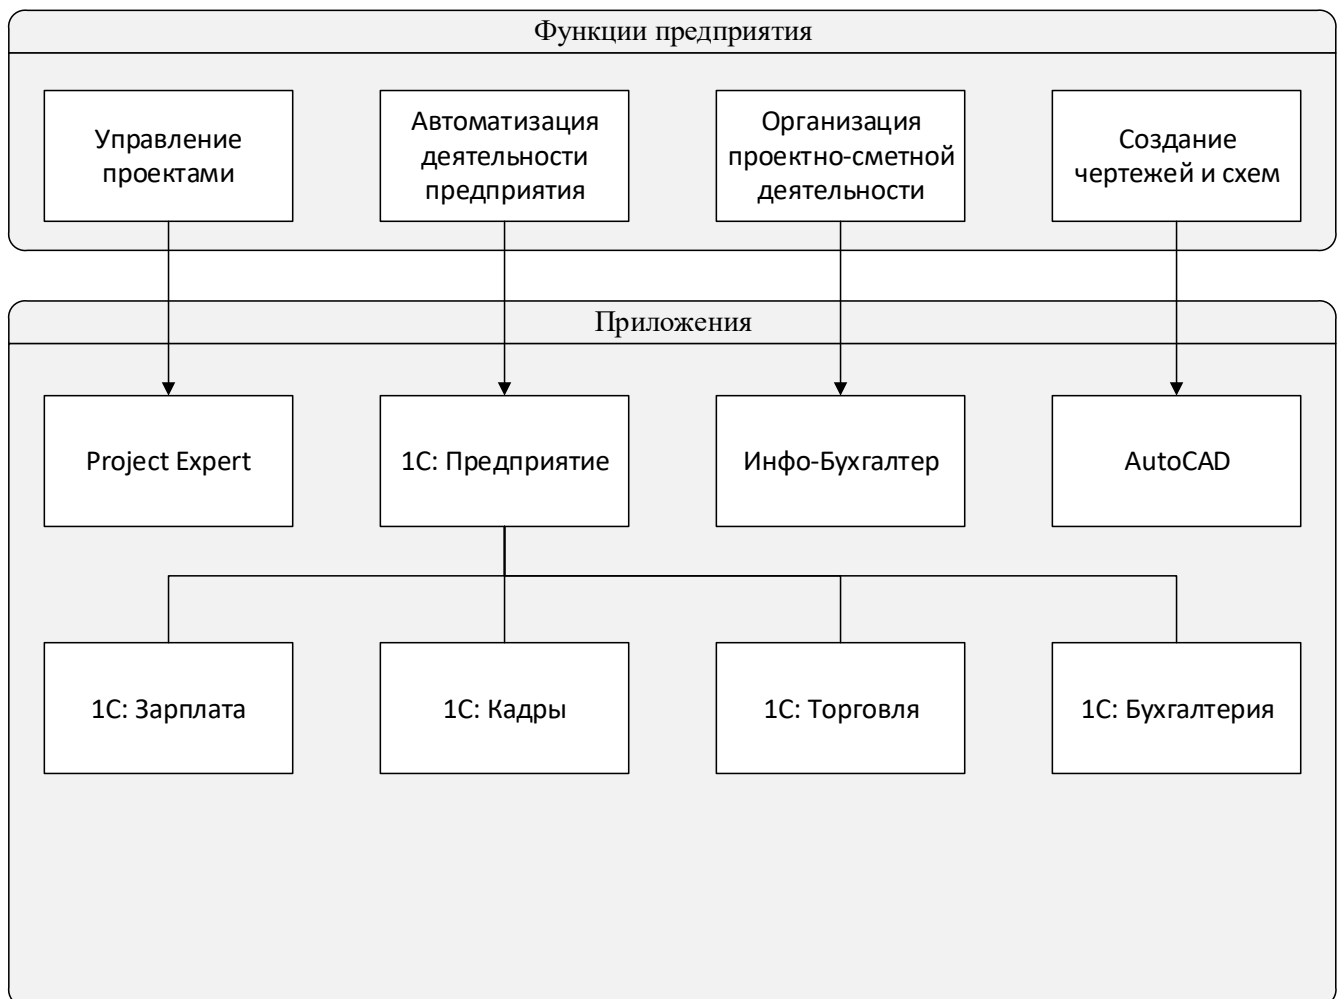 Функции предприятия
Управление
проектами
Автоматизация
деятельности
предприятия
Организация
проектно-сметной
деятельности
Создание
чертежей и схем
Приложения
Project Expert
1С: Предприятие
Инфо-Бухгалтер
AutoCAD
1С: Зарплата
1С: Кадры
1С: Торговля
1С: Бухгалтерия